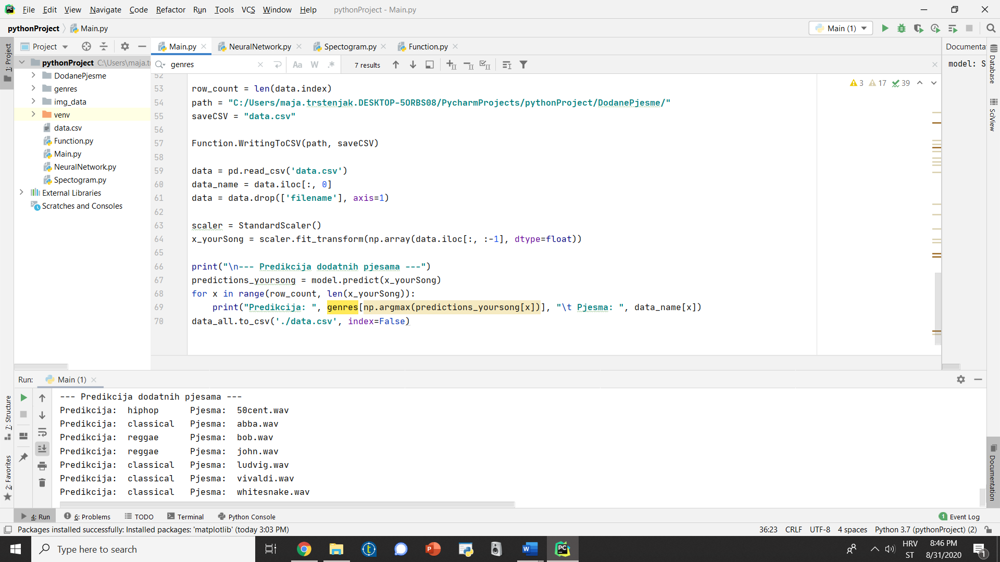 File Edit View Navigate Code Refactor Run Tools VCS Window Help pythonProject - Main.py
pythonProject Main.py Main (1)
1: Project
Project
Main.py NeuralNetwork.py Spectogram.py Function.py
pythonProject
genres
Aa W .* 7 results
DodanePjesme
genres
img_data
venv
data.csv
Function.py
Main.py
NeuralNetwork.py
Spectogram.py
External Libraries
Scratches and Consoles
3 17 39
52
53 row_count = len(data.index)
54 path = "C:/Users/maja.trstenjak.DESKTOP-5ORBS08/PycharmProjects/pythonProject/DodanePjesme/"
55 saveCSV = "data.csv"
56
57 Function.WritingToCSV(path, saveCSV)
58
59 data = pd.read_csv('data.csv')
60 data_name = data.iloc[:, 0]
61 data = data.drop(['filename'], axis=1)
62
63 scaler = StandardScaler()
64 x_yourSong = scaler.fit_transform(np.array(data.iloc[:, :-1], dtype=float))
65
66 print("\n--- Predikcija dodatnih pjesama ---")
67 predictions_yoursong = model.predict(x_yourSong)
68 for x in range(row_count, len(x_yourSong)):
69 print("Predikcija: ", genres[np.argmax(predictions_yoursong[x])], "\t Pjesma: ", data_name[x])
70 data_all.to_csv('./data.csv', index=False)
model: S
Database
SciView
Documentation
Run: Main (1)
--- Predikcija dodatnih pjesama ---
Predikcija: hiphop Pjesma: 50cent.wav
Predikcija: classical Pjesma: abba.wav
Predikcija: reggae Pjesma: bob.wav
Predikcija: reggae Pjesma: john.wav
Predikcija: classical Pjesma: ludvig.wav
Predikcija: classical Pjesma: vivaldi.wav
Predikcija: classical Pjesma: whitesnake.wav
7: Structure
2: Favorites
4: Run 6: Problems TODO Terminal Python Console 1 Event Log
Packages installed successfully: Installed packages: 'matplotlib' (today 3:03 PM) 36:23 CRLF UTF-8 4 spaces Python 3.7 (pythonProject) (2)
Type here to search
HRV
ST
8:46 PM
8/31/2020
1